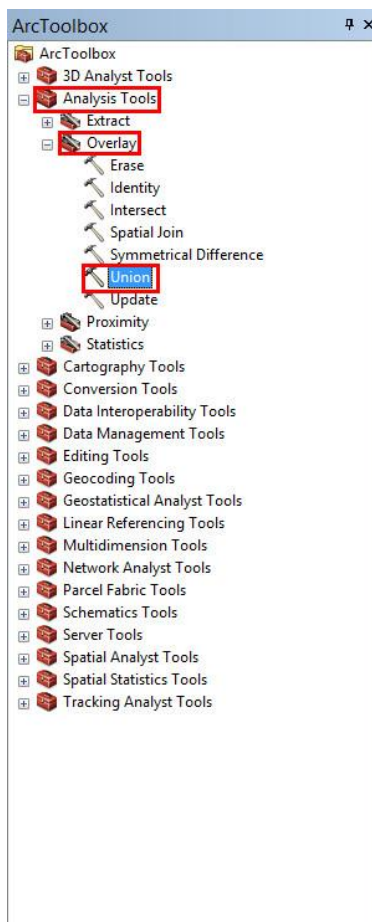 ArcToolbox
ArcToolbox
3D Analyst Tools
Analysis Tools
Extract
Overlay
Erase
Identity
Intersect
Spatial Join
Symmetrical Difference
Union
Update
Proximity
Statistics
Cartography Tools
Conversion Tools
Data Interoperability Tools
Data Management Tools
Editing Tools
Geocoding Tools
Geostatistical Analyst Tools
Linear Referencing Tools
Multidimension Tools
Network Analyst Tools
Parcel Fabric Tools
Schematics Tools
Server Tools
Spatial Analyst Tools
Spatial Statistics Tools
Tracking Analyst Tools